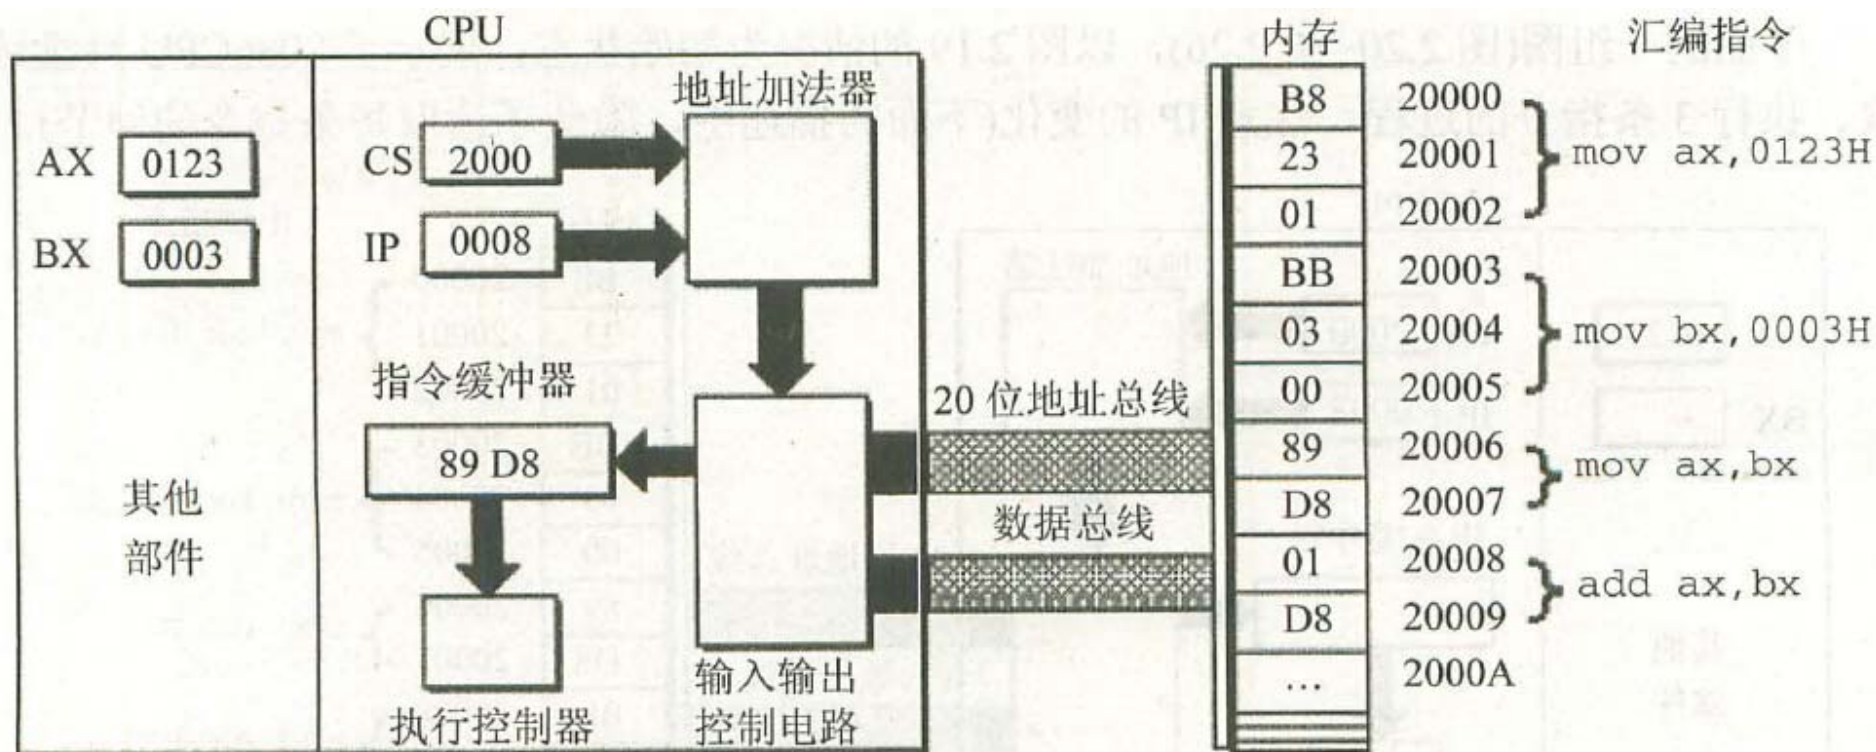 CPU
内存
汇编指令
地址加法器
AX
0123
BX
0003
CS
2000
IP
0008
指令缓冲器
89 D8
其他
部件
执行控制器
输入输出
控制电路
20 位地址总线
数据总线
B8 20000
23 20001
01 20002
mov ax,0123H
BB 20003
03 20004
00 20005
mov bx,0003H
89 20006
D8 20007
mov ax,bx
01 20008
D8 20009
add ax,bx
… 2000A